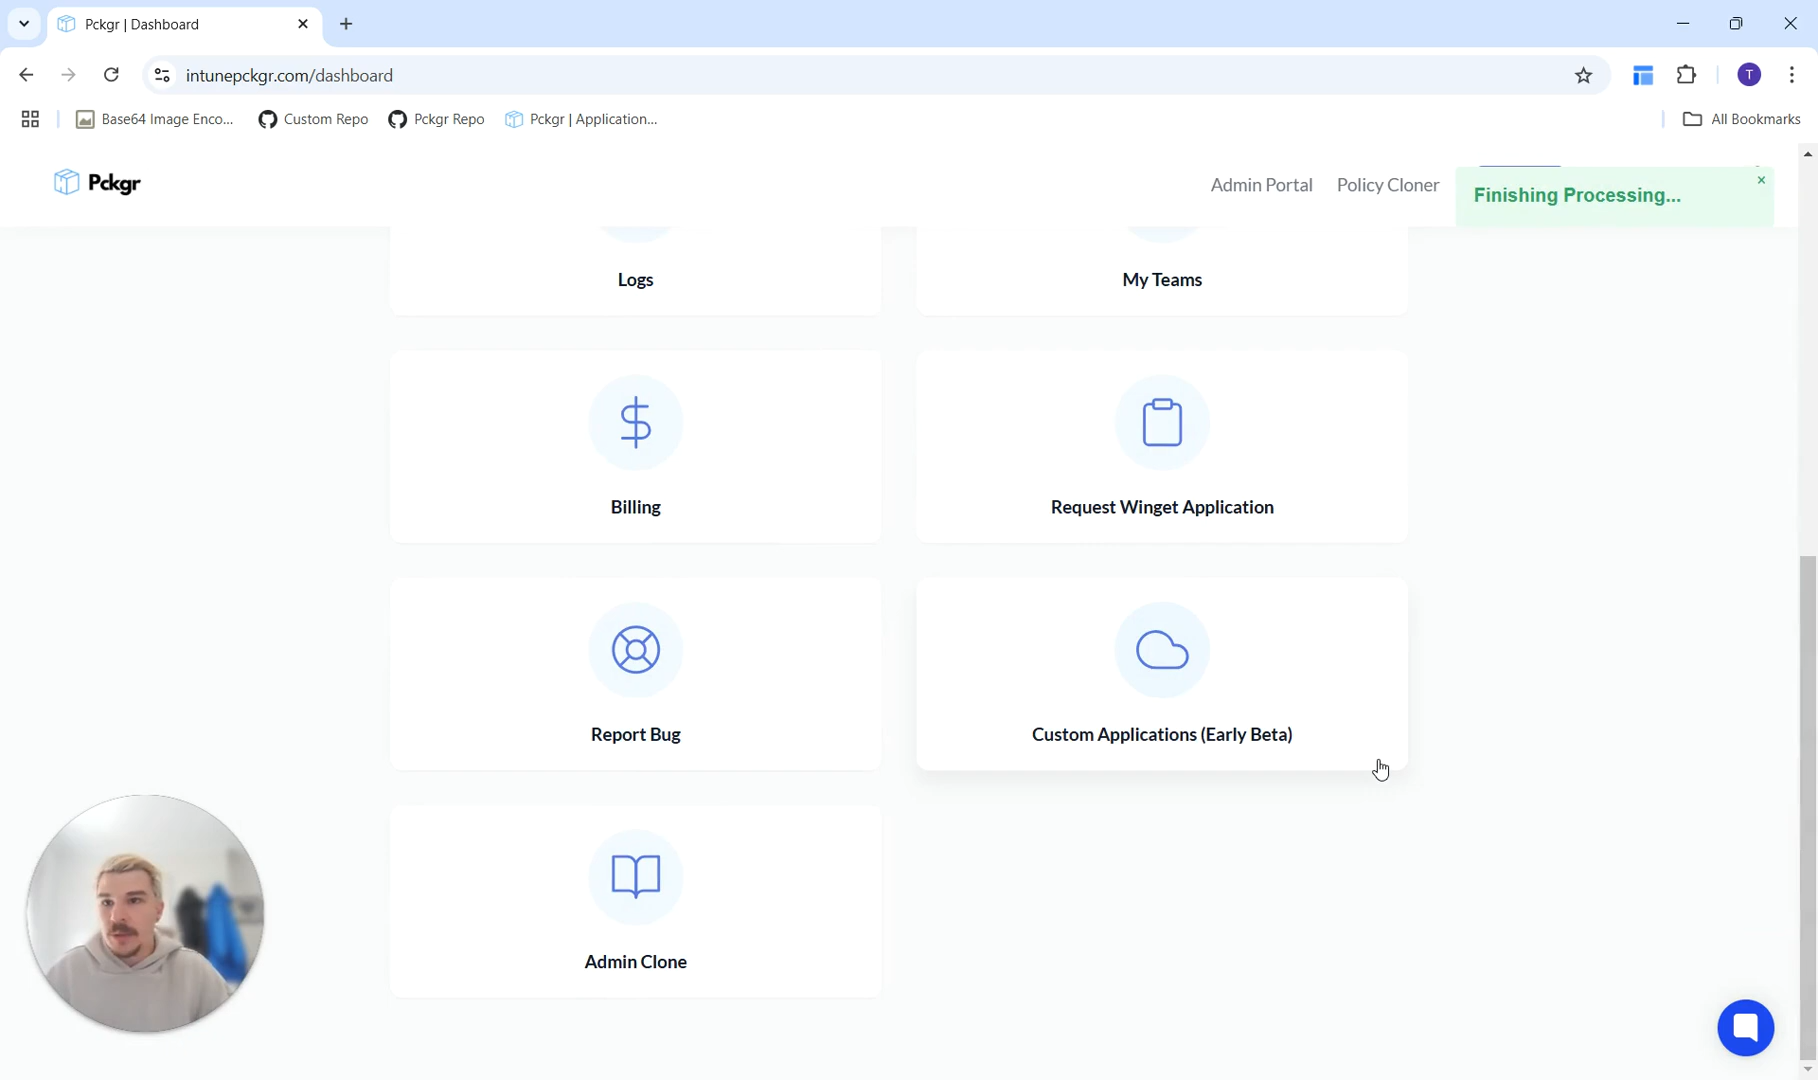 Pckgr | Dashboard
intunepckgr.com/dashboard
T
Base64 Image Enco...
Custom Repo
Pckgr Repo
Pckgr | Application...
All Bookmarks
Pckgr
Admin Portal
Policy Cloner
Finishing Processing...
Logs
My Teams
Billing
Request Winget Application
Report Bug
Custom Applications (Early Beta)
Admin Clone